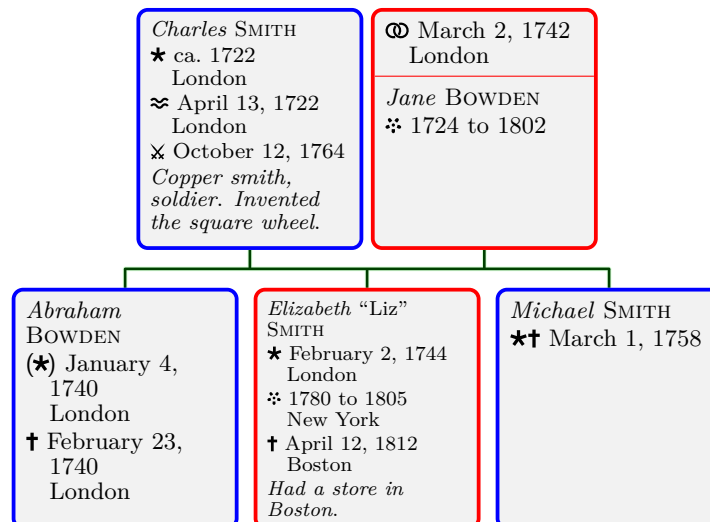 Charles SMITH
* ca. 1722
London
≈ April 13, 1722
London
⚔ October 12, 1764
Copper smith,
soldier. Invented
the square wheel.
⚭ March 2, 1742
London
Jane BOWDEN
1724 to 1802
Abraham
BOWDEN
(*) January 4,
1740
London
† February 23,
1740
London
Elizabeth “Liz”
SMITH
* February 2, 1744
London
1780 to 1805
New York
† April 12, 1812
Boston
Had a store in
Boston.
Michael SMITH
*† March 1, 1758